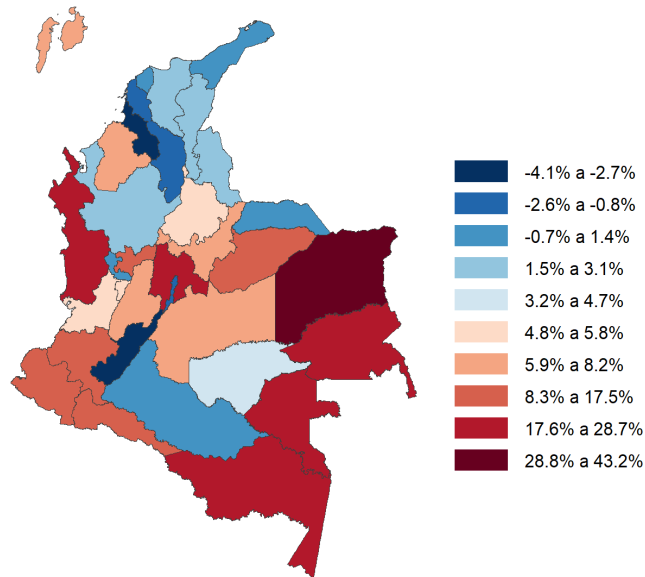 -4.1% a -2.7%
-2.6% a -0.8%
-0.7% a 1.4%
1.5% a 3.1%
3.2% a 4.7%
4.8% a 5.8%
5.9% a 8.2%
8.3% a 17.5%
17.6% a 28.7%
28.8% a 43.2%